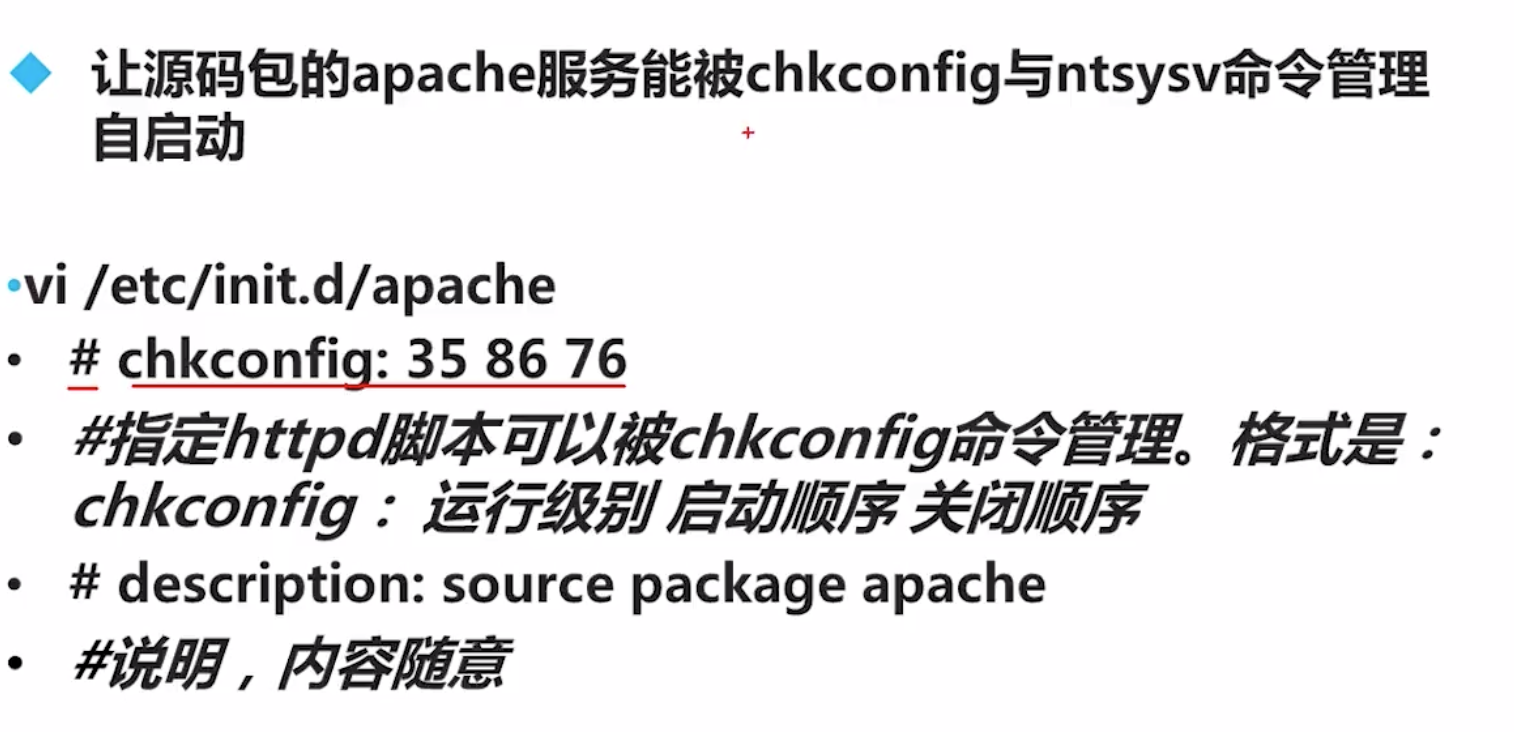 让源码包的apache服务能被chkconfig与ntsysv命令管理
自启动
•vi /etc/init.d/apache
• # chkconfig: 35 86 76
• #指定httpd脚本可以被chkconfig命令管理。格式是：
chkconfig： 运行级别 启动顺序 关闭顺序
• # description: source package apache
• #说明，内容随意